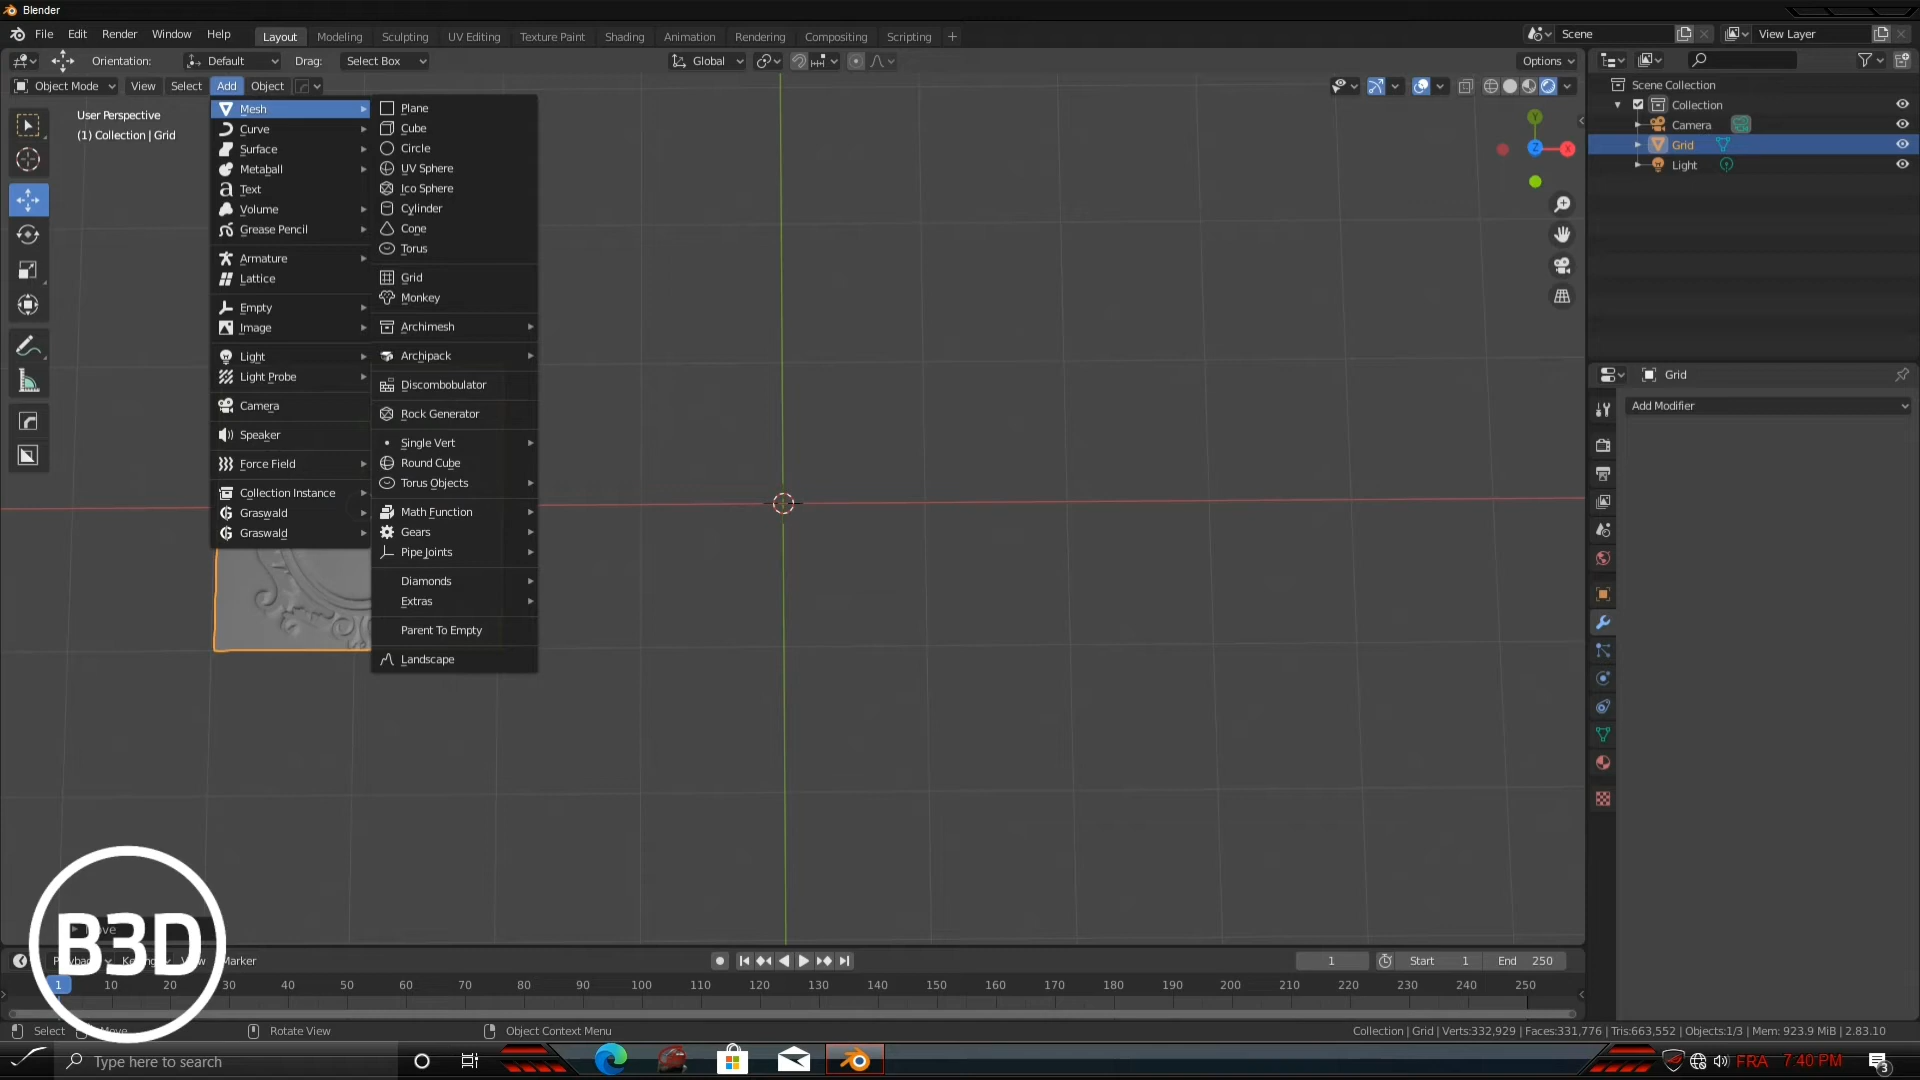 Blender
File Edit Render Window Help Layout Modeling Sculpting UV Editing Texture Paint Shading Animation Rendering Compositing Scripting + Scene View Layer
Orientation: Default Drag: Select Box Global Options
Object Mode View Select Add Object
User Perspective
(1) Collection | Grid
Mesh
Curve
Surface
Metaball
Text
Volume
Grease Pencil
Armature
Lattice
Empty
Image
Light
Light Probe
Camera
Speaker
Force Field
Collection Instance
Graswald
Graswald
Plane
Cube
Circle
UV Sphere
Ico Sphere
Cylinder
Cone
Torus
Grid
Monkey
Archimesh
Archipack
Discombobulator
Rock Generator
Single Vert
Round Cube
Torus Objects
Math Function
Gears
Pipe Joints
Diamonds
Extras
Parent To Empty
Landscape
Y
Z X
Scene Collection
Collection
Camera
Grid
Light
Grid
Add Modifier
B3D
Marker
1 Start 1 End 250
1 10 20 30 40 50 60 70 80 90 100 110 120 130 140 150 160 170 180 190 200 210 220 230 240 250
Select Move Rotate View Object Context Menu Collection | Grid | Verts:332,929 | Faces:331,776 | Tris:663,552 | Objects:1/3 | Mem: 923.9 MiB | 2.83.10
Type here to search FRA 7:40 PM 3